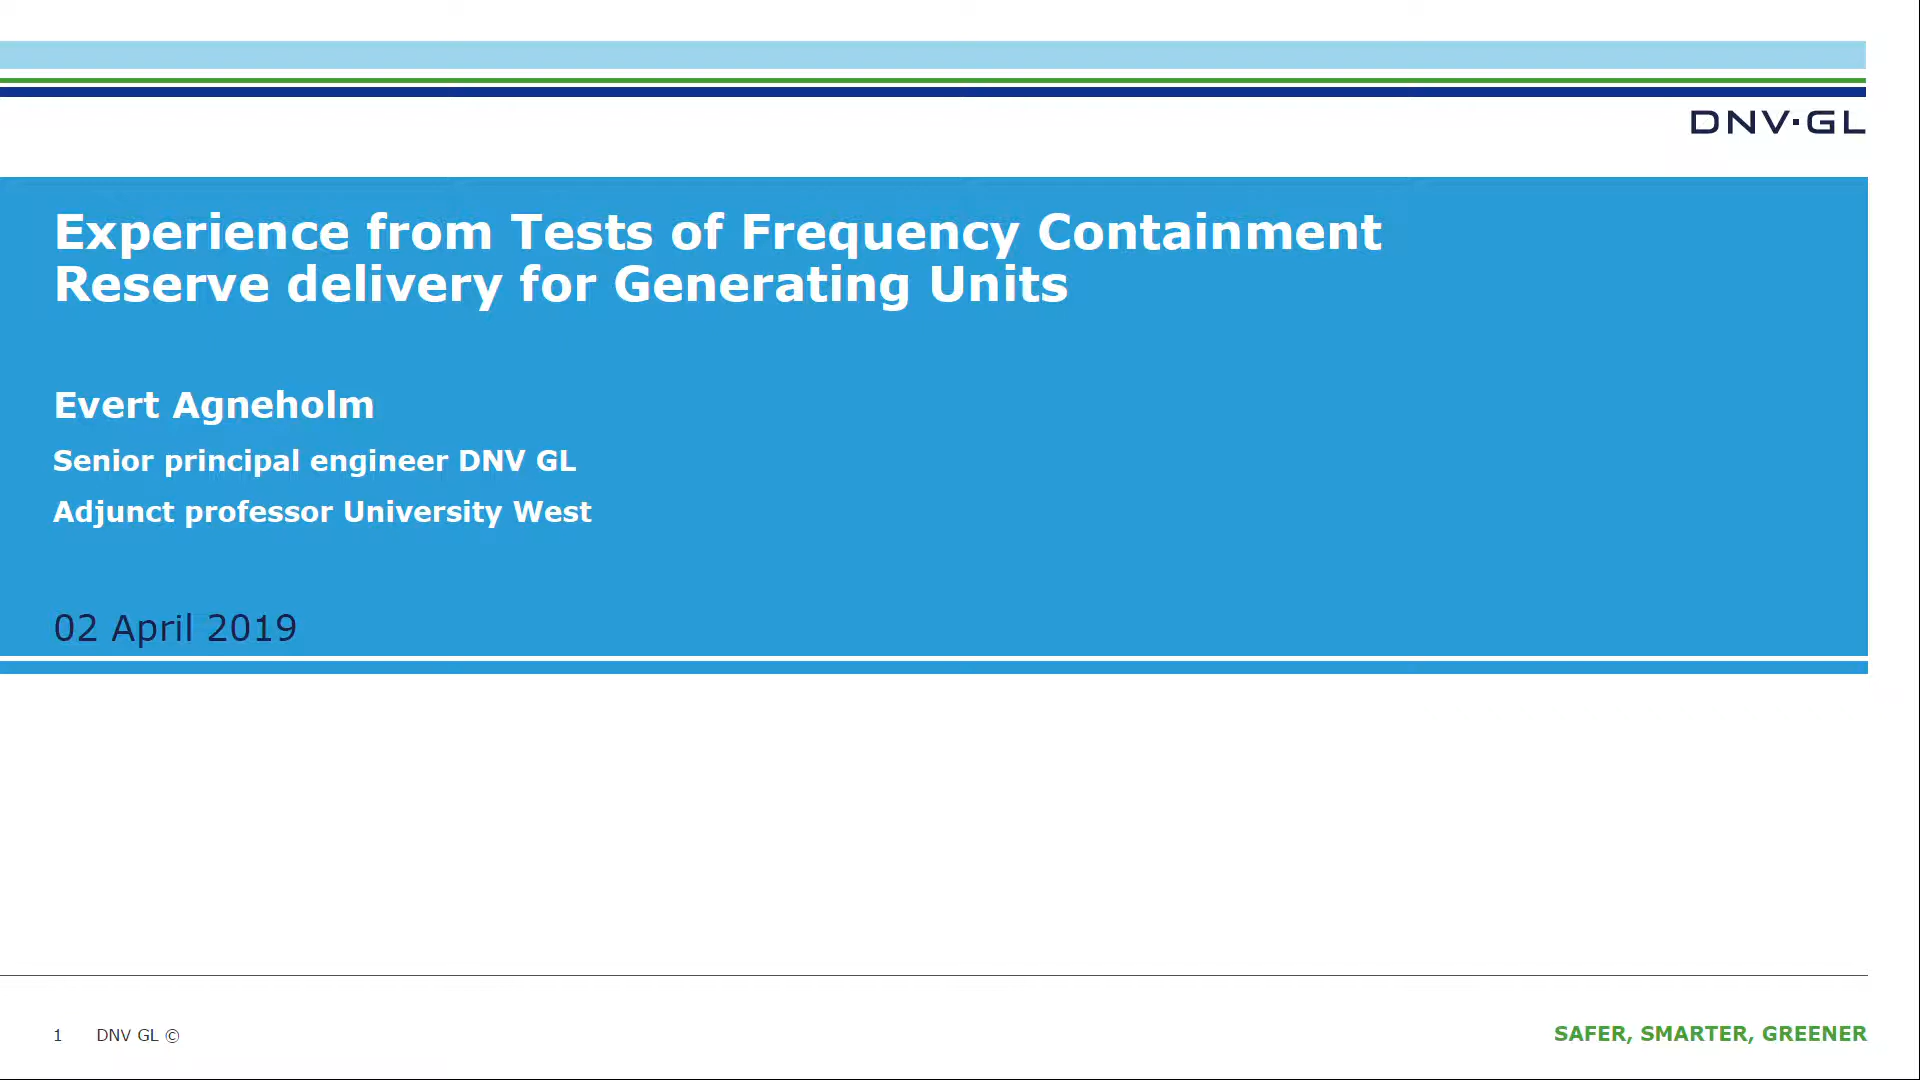 DNV·GL
Experience from Tests of Frequency Containment
Reserve delivery for Generating Units
Evert Agneholm
Senior principal engineer DNV GL
Adjunct professor University West
02 April 2019
1 DNV GL ©
SAFER, SMARTER, GREENER